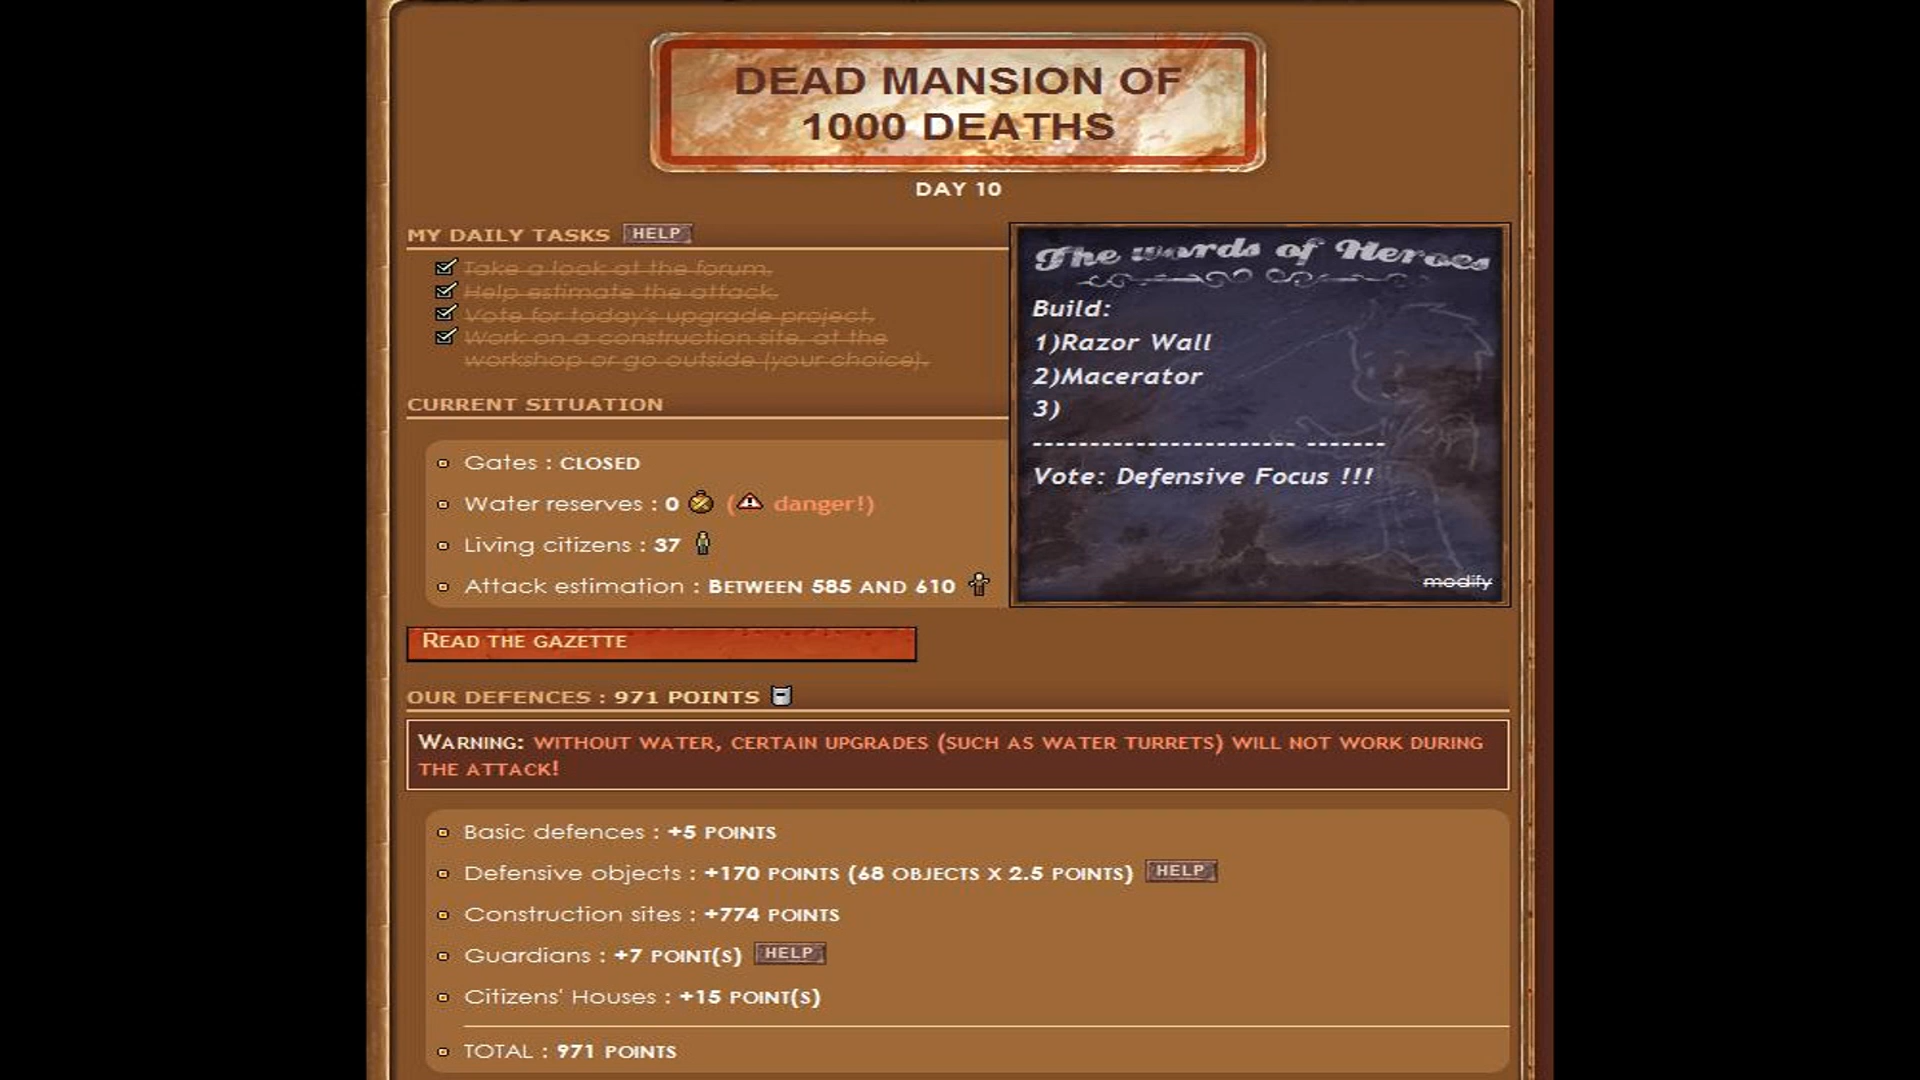 DEAD MANSION OF
1000 DEATHS
DAY 10
MY DAILY TASKS HELP
Take a look at the forum.
Help estimate the attack.
Vote for today's upgrade project.
Work on a construction site, at the
workshop or go outside (your choice).
CURRENT SITUATION
Gates : CLOSED
Water reserves : 0 ( danger!)
Living citizens : 37
Attack estimation : BETWEEN 585 AND 610
The words of Heroes
Build:
1)Razor Wall
2)Macerator
3)
----------------------- -------
Vote: Defensive Focus !!!
modify
READ THE GAZETTE
OUR DEFENCES : 971 POINTS
WARNING: WITHOUT WATER, CERTAIN UPGRADES (SUCH AS WATER TURRETS) WILL NOT WORK DURING
THE ATTACK!
Basic defences : +5 POINTS
Defensive objects : +170 POINTS (68 OBJECTS X 2.5 POINTS) HELP
Construction sites : +774 POINTS
Guardians : +7 POINT(S) HELP
Citizens' Houses : +15 POINT(S)
TOTAL : 971 POINTS